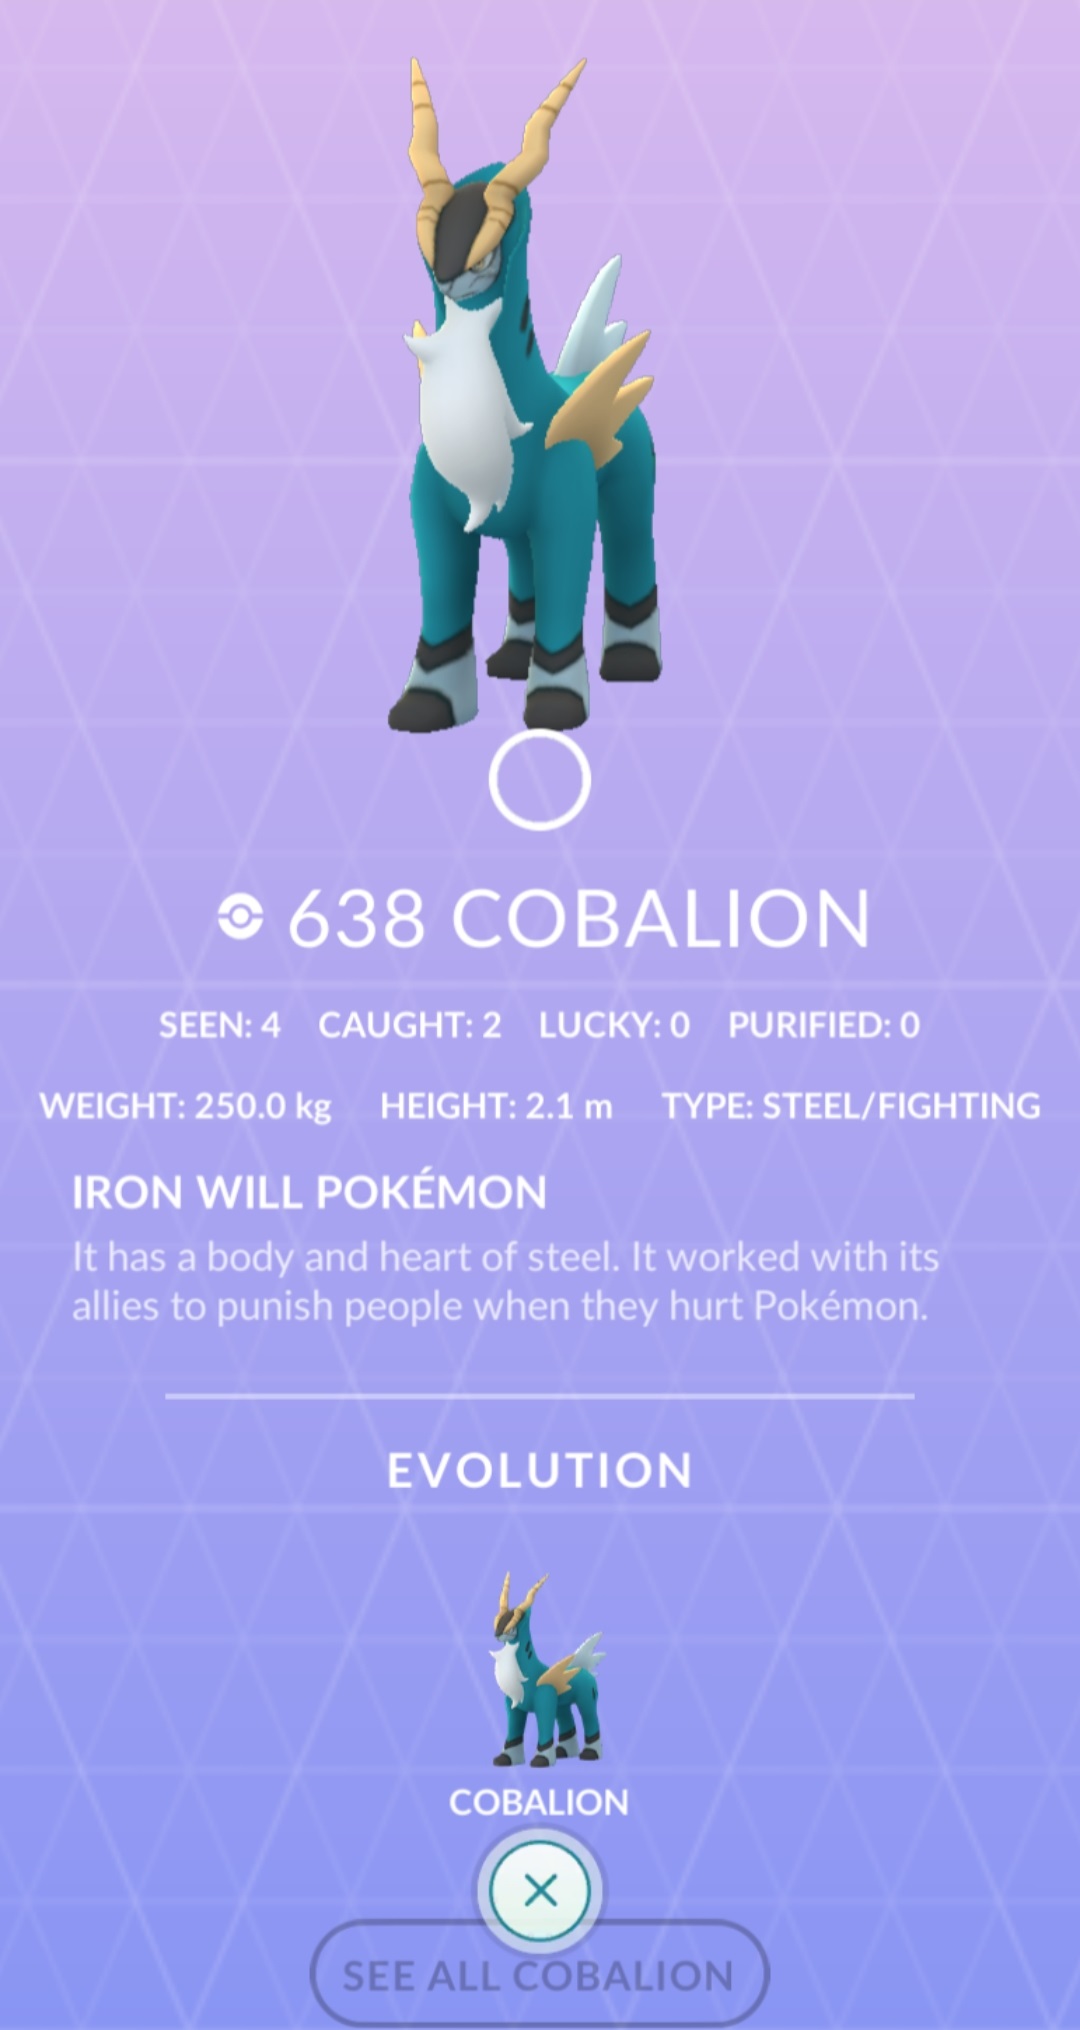 638 COBALION
SEEN: 4 CAUGHT: 2 LUCKY: 0 PURIFIED: 0
WEIGHT: 250.0 kg HEIGHT: 2.1 m TYPE: STEEL/FIGHTING
IRON WILL POKÉMON
It has a body and heart of steel. It worked with its
allies to punish people when they hurt Pokémon.
EVOLUTION
COBALION
SEE ALL COBALION